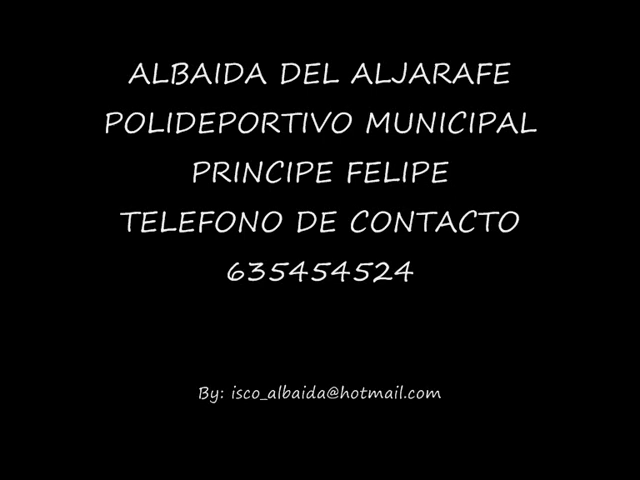 ALBAIDA DEL ALJARAFE
POLIDEPORTIVO MUNICIPAL
PRINCIPE FELIPE
TELEFONO DE CONTACTO
635454524
By: isco_albaida@hotmail.com